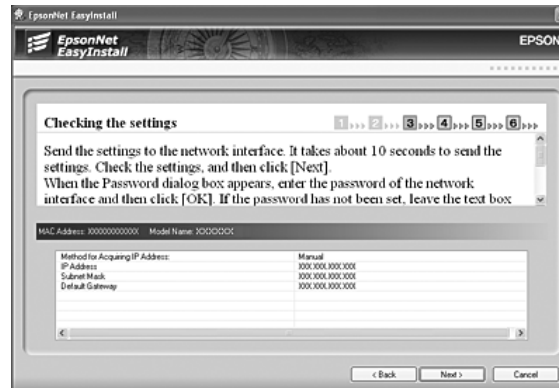 EpsonNet EasyInstall
EpsonNet
EasyInstall
EPSON
Checking the settings
1 2 3 4 5 6
Send the settings to the network interface. It takes about 10 seconds to send the
settings. Check the settings, and then click [Next].
When the Password dialog box appears, enter the password of the network
interface and then click [OK]. If the password has not been set, leave the text box
MAC Address: XXXXXXXXXXXX Model Name: XXXXXXX
Method for Acquiring IP Address: Manual
IP Address XXX.XXX.XXX.XXX
Subnet Mask XXX.XXX.XXX.XXX
Default Gateway XXX.XXX.XXX.XXX
< Back Next > Cancel